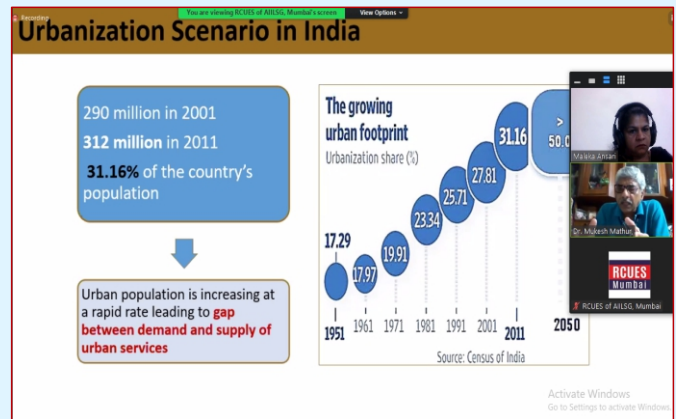 Recording
You are viewing RCUES of AIILSG, Mumbai's screen
View Options
Urbanization Scenario in India
290 million in 2001
312 million in 2011
31.16% of the country's
population
Urban population is increasing at
a rapid rate leading to gap
between demand and supply of
urban services
The growing
urban footprint
Urbanization share (%)
17.29
17.97
19.91
23.34
25.71
27.81
31.16
>
50.0
1951
1961
1971
1981
1991
2001
2011
2050
Source: Census of India
Dr. Mukesh Mathur
RCUES
Mumbai
RCUES of AIILSG, Mumbai
Activate Windows
Go to Settings to activate Windows.